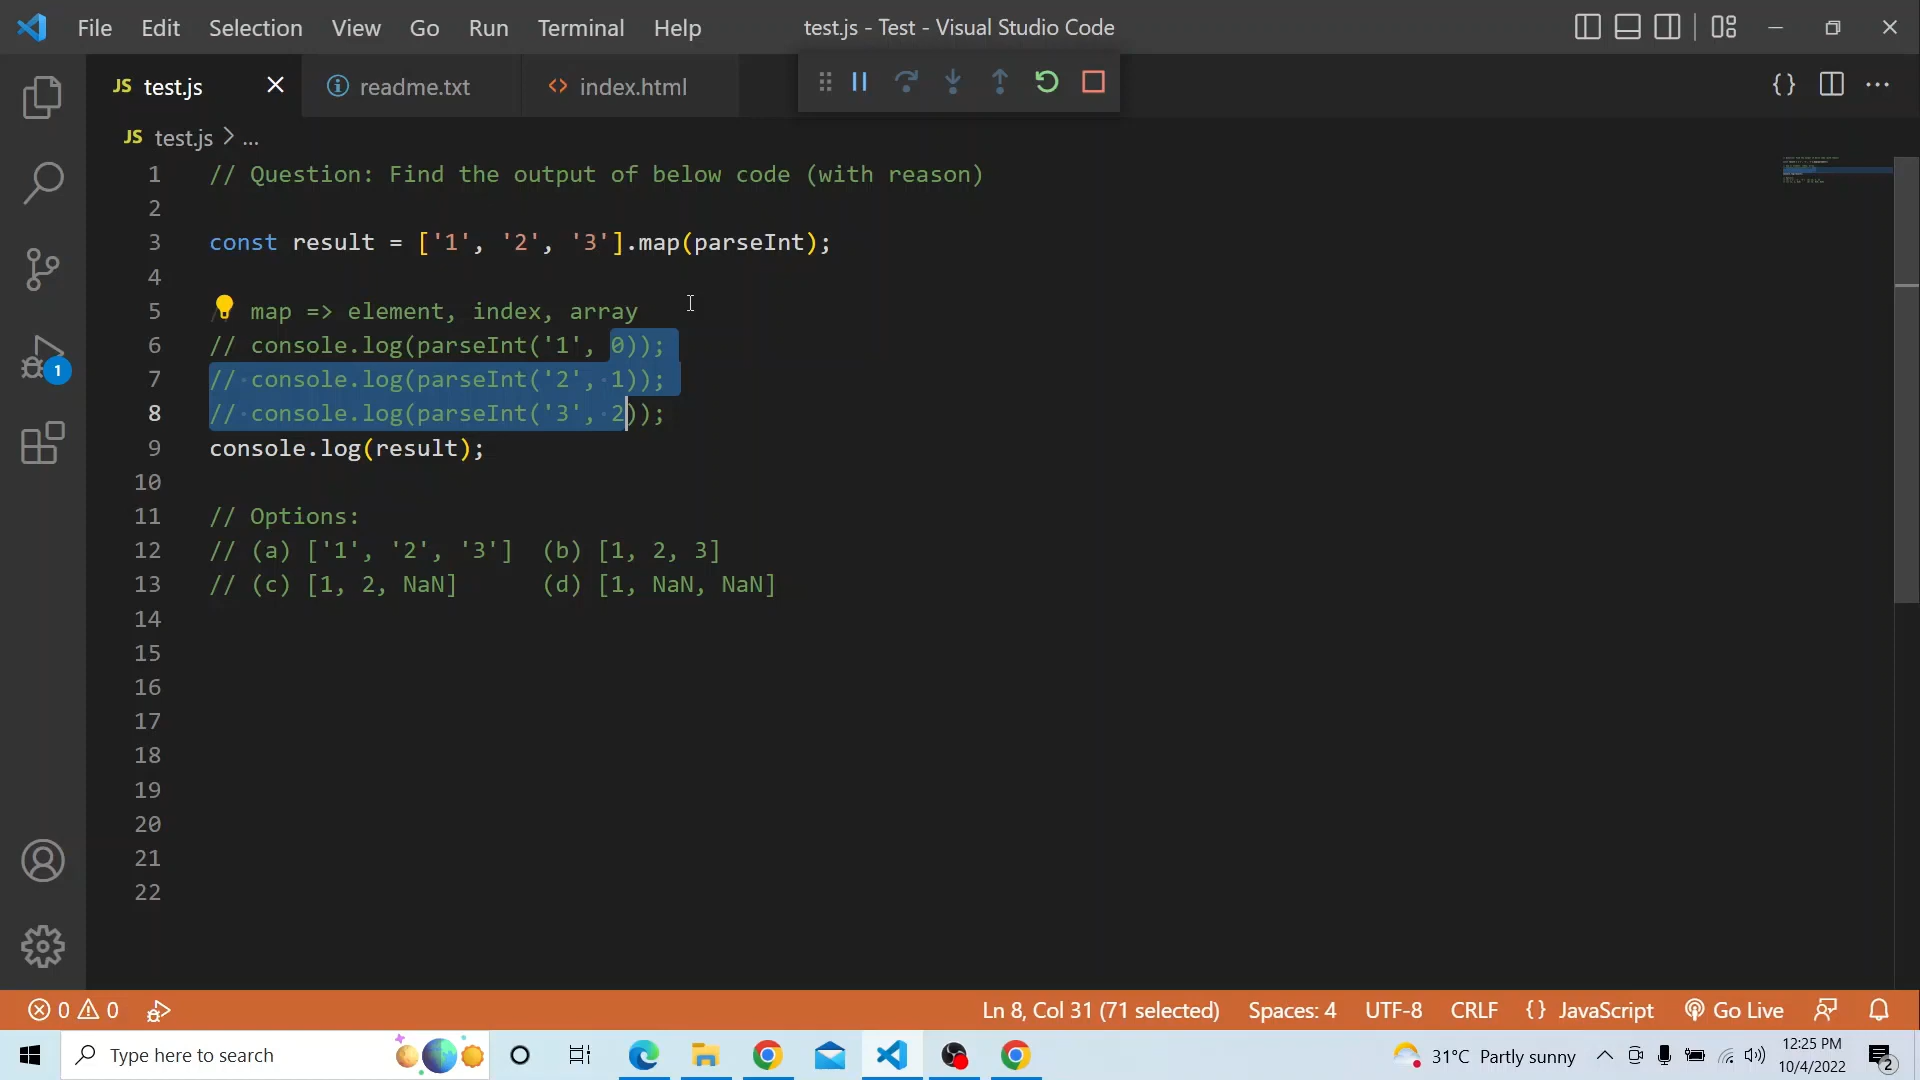 File Edit Selection View Go Run Terminal Help test.js - Test - Visual Studio Code
JS test.js readme.txt index.html
JS test.js > ...
1 // Question: Find the output of below code (with reason)
2
3 const result = ['1', '2', '3'].map(parseInt);
4
5 map => element, index, array
6 // console.log(parseInt('1', 0));
7 // console.log(parseInt('2', 1));
8 // console.log(parseInt('3', 2));
9 console.log(result);
10
11 // Options:
12 // (a) ['1', '2', '3'] (b) [1, 2, 3]
13 // (c) [1, 2, NaN] (d) [1, NaN, NaN]
14
15
16
17
18
19
20
21
22
1
0 0 Ln 8, Col 31 (71 selected) Spaces: 4 UTF-8 CRLF {} JavaScript Go Live
Type here to search 31°C Partly sunny 12:25 PM
10/4/2022 2